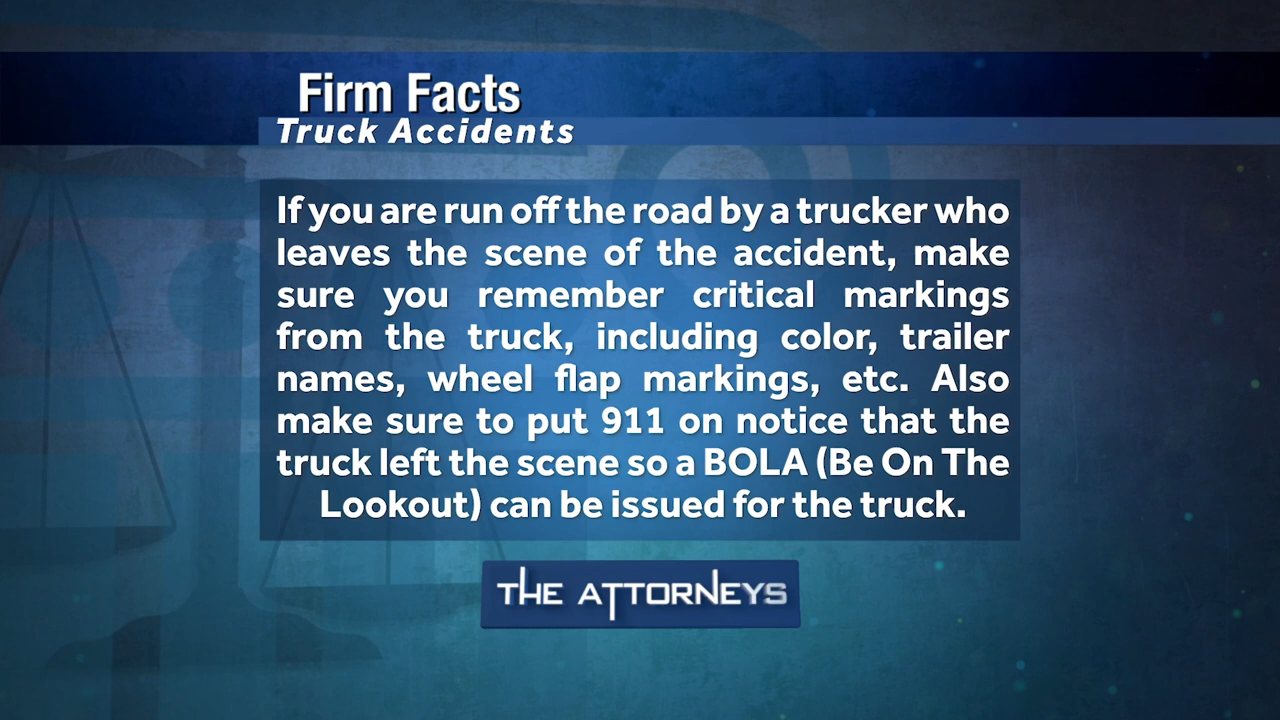 Firm Facts
Truck Accidents
If you are run off the road by a trucker who
leaves the scene of the accident, make
sure you remember critical markings
from the truck, including color, trailer
names, wheel flap markings, etc. Also
make sure to put 911 on notice that the
truck left the scene so a BOLA (Be On The
Lookout) can be issued for the truck.
THE ATTORNEYS